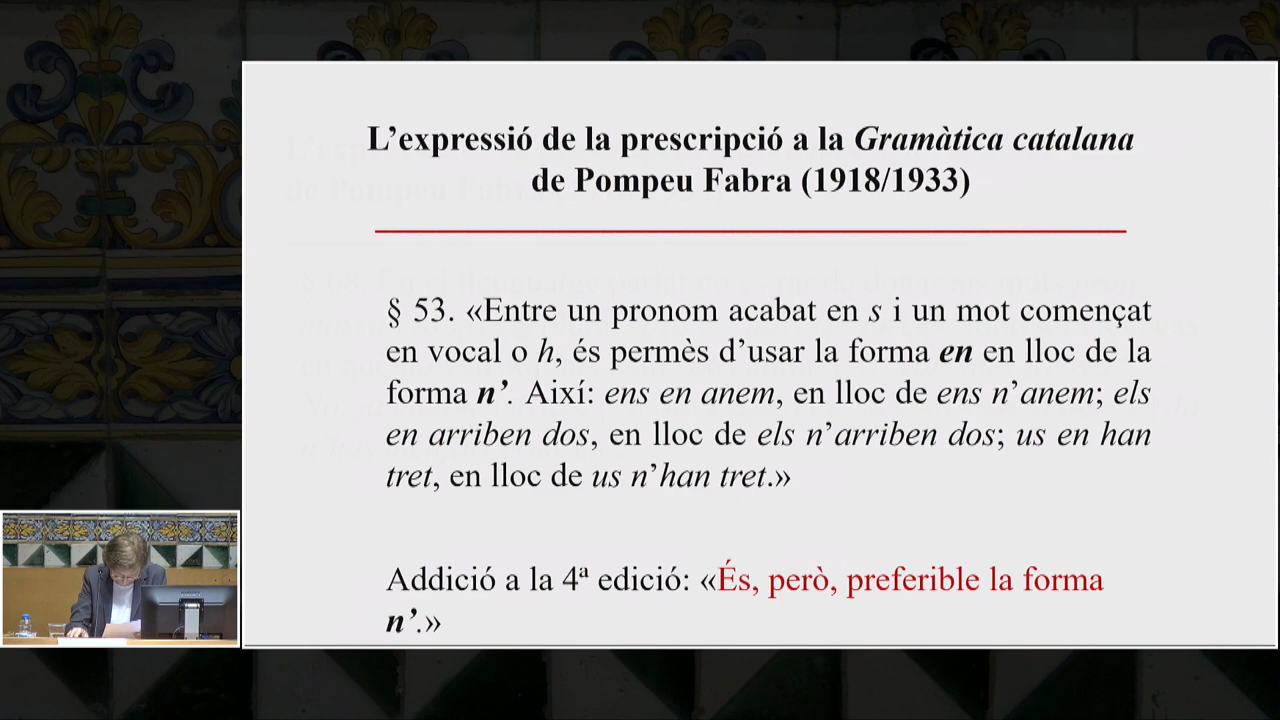 L’expressió de la prescripció a la Gramàtica catalana
de Pompeu Fabra (1918/1933)
§ 53. «Entre un pronom acabat en s i un mot començat
en vocal o h, és permès d’usar la forma en en lloc de la
forma n’. Així: ens en anem, en lloc de ens n’anem; els
en arriben dos, en lloc de els n’arriben dos; us en han
tret, en lloc de us n’han tret.»
Addició a la 4ª edició: «És, però, preferible la forma
n’.»